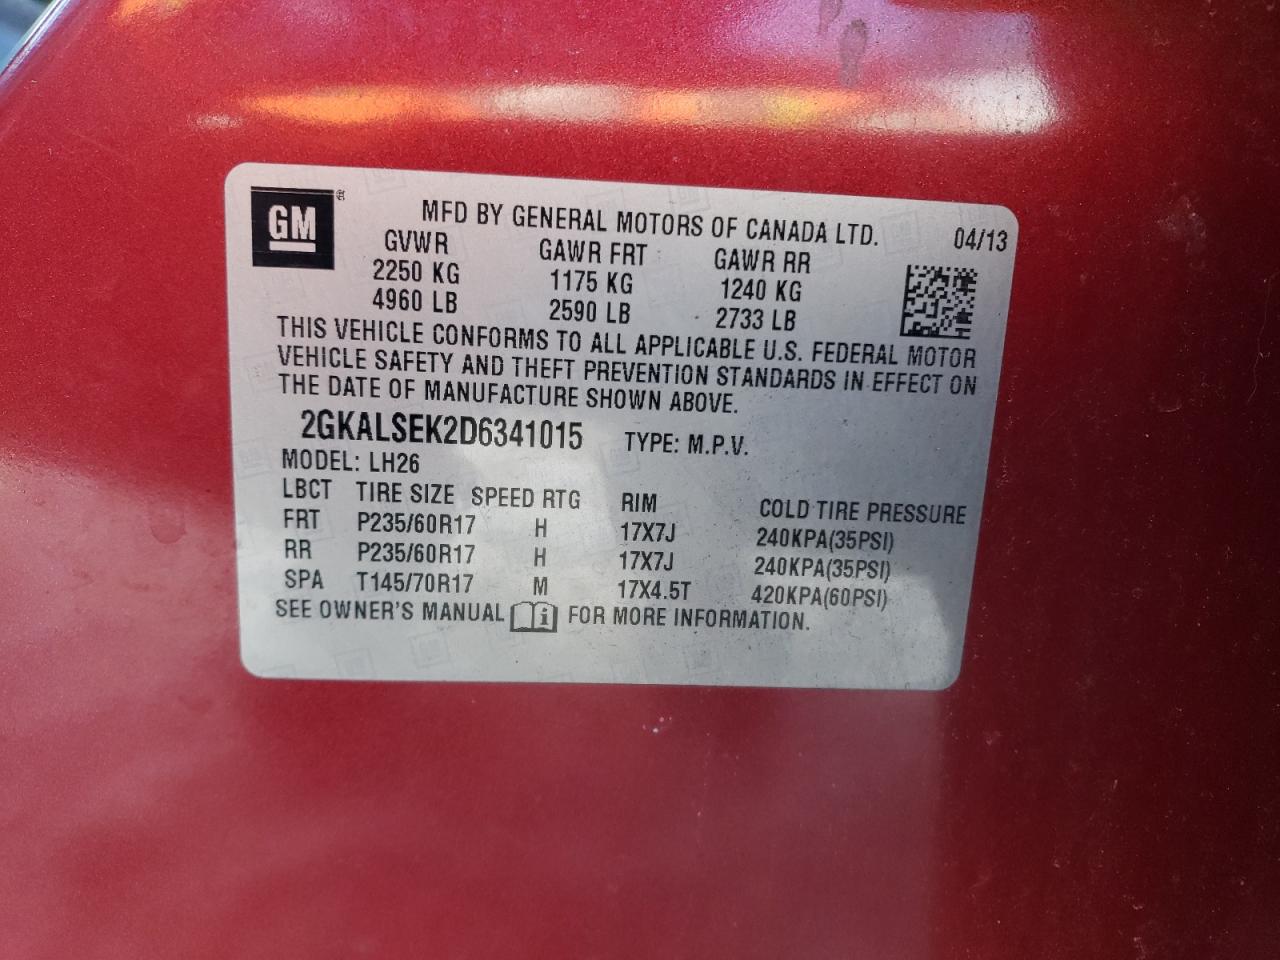 GM ®
MFD BY GENERAL MOTORS OF CANADA LTD. 04/13
GVWR GAWR FRT GAWR RR
2250 KG 1175 KG 1240 KG
4960 LB 2590 LB 2733 LB
THIS VEHICLE CONFORMS TO ALL APPLICABLE U.S. FEDERAL MOTOR
VEHICLE SAFETY AND THEFT PREVENTION STANDARDS IN EFFECT ON
THE DATE OF MANUFACTURE SHOWN ABOVE.
2GKALSEK2D6341015 TYPE: M.P.V.
MODEL: LH26
LBCT TIRE SIZE SPEED RTG RIM COLD TIRE PRESSURE
FRT P235/60R17 H 17X7J 240KPA(35PSI)
RR P235/60R17 H 17X7J 240KPA(35PSI)
SPA T145/70R17 M 17X4.5T 420KPA(60PSI)
SEE OWNER'S MANUAL i FOR MORE INFORMATION.